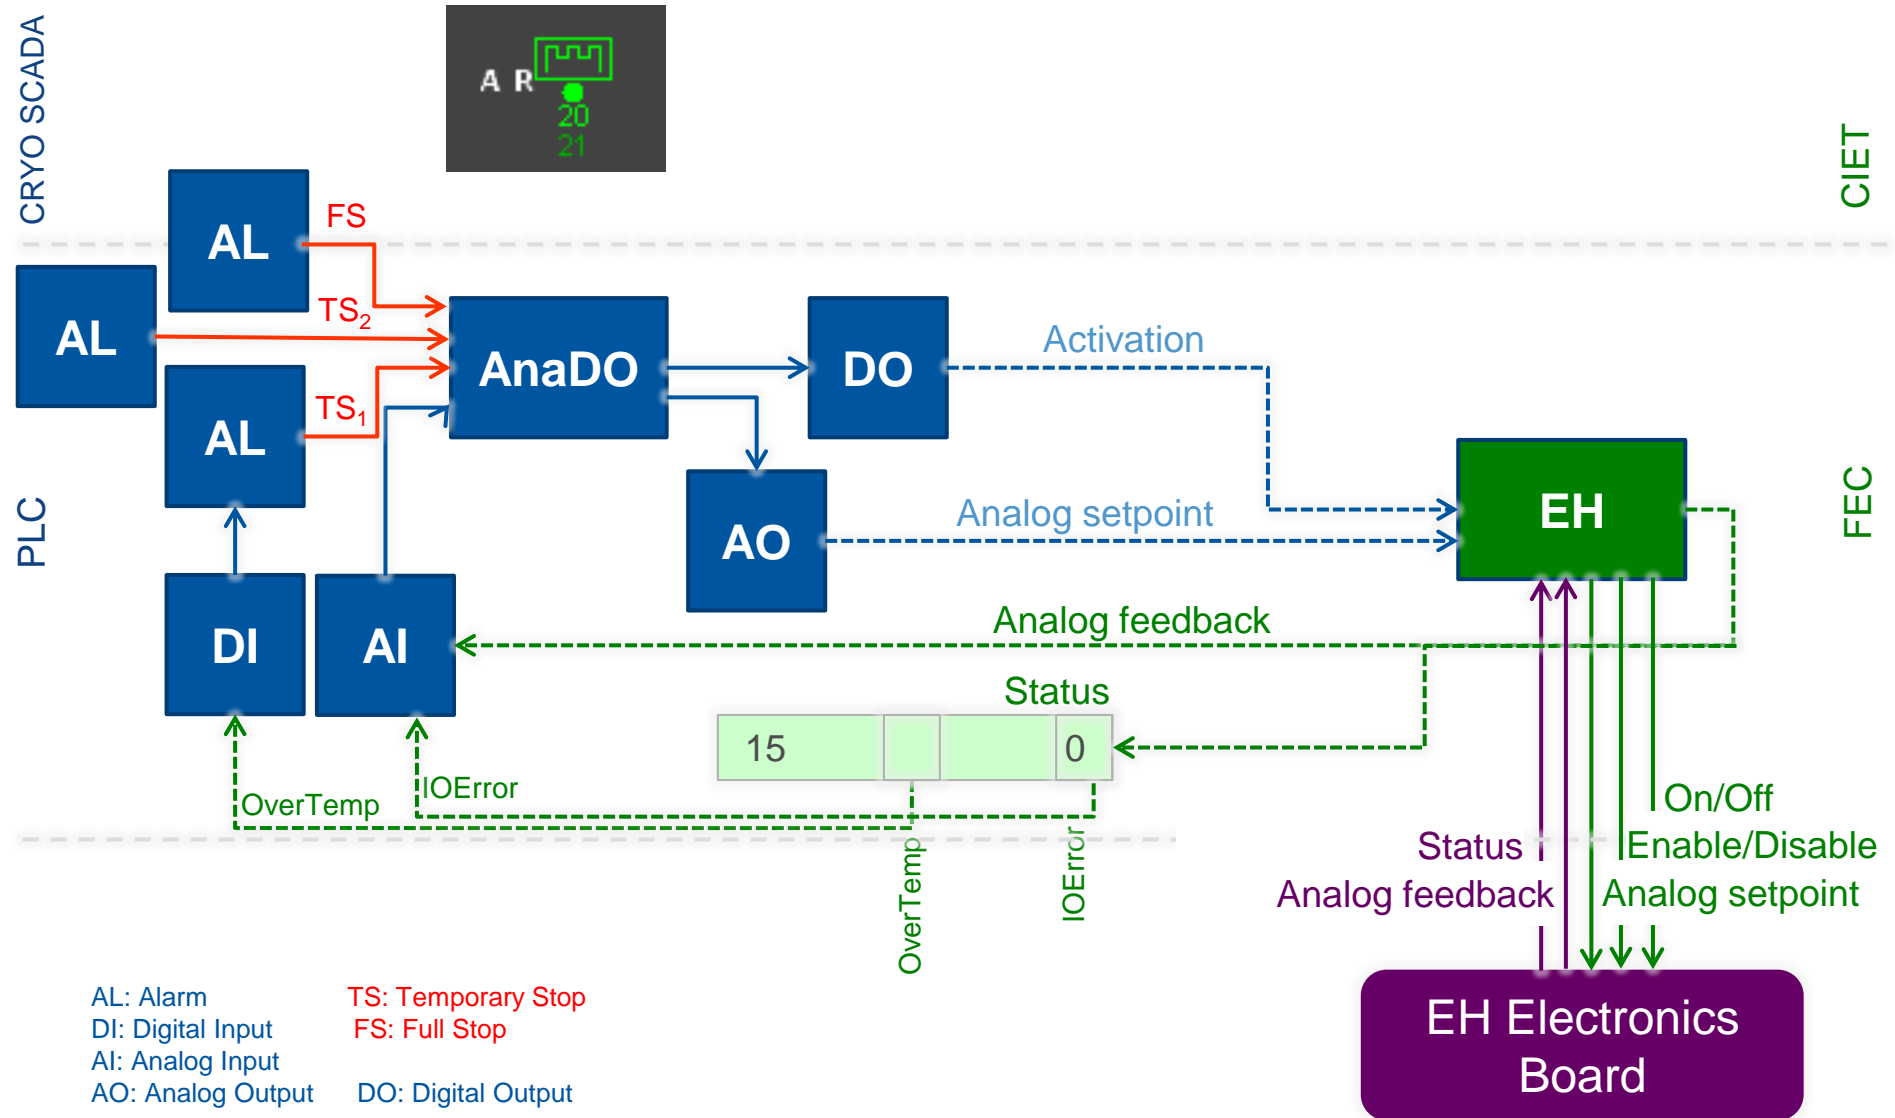 CRYO SCADA
A R
20
21
CIET
AL
FS
AL
TS2
AnaDO
DO
Activation
AL
TS1
PLC
AO
Analog setpoint
EH
FEC
DI
AI
Analog feedback
Status
15
0
OverTemp
IOError
OverTemp
IOError
On/Off
Status
Enable/Disable
Analog feedback
Analog setpoint
EH Electronics
Board
AL: Alarm
TS: Temporary Stop
DI: Digital Input
FS: Full Stop
AI: Analog Input
AO: Analog Output
DO: Digital Output